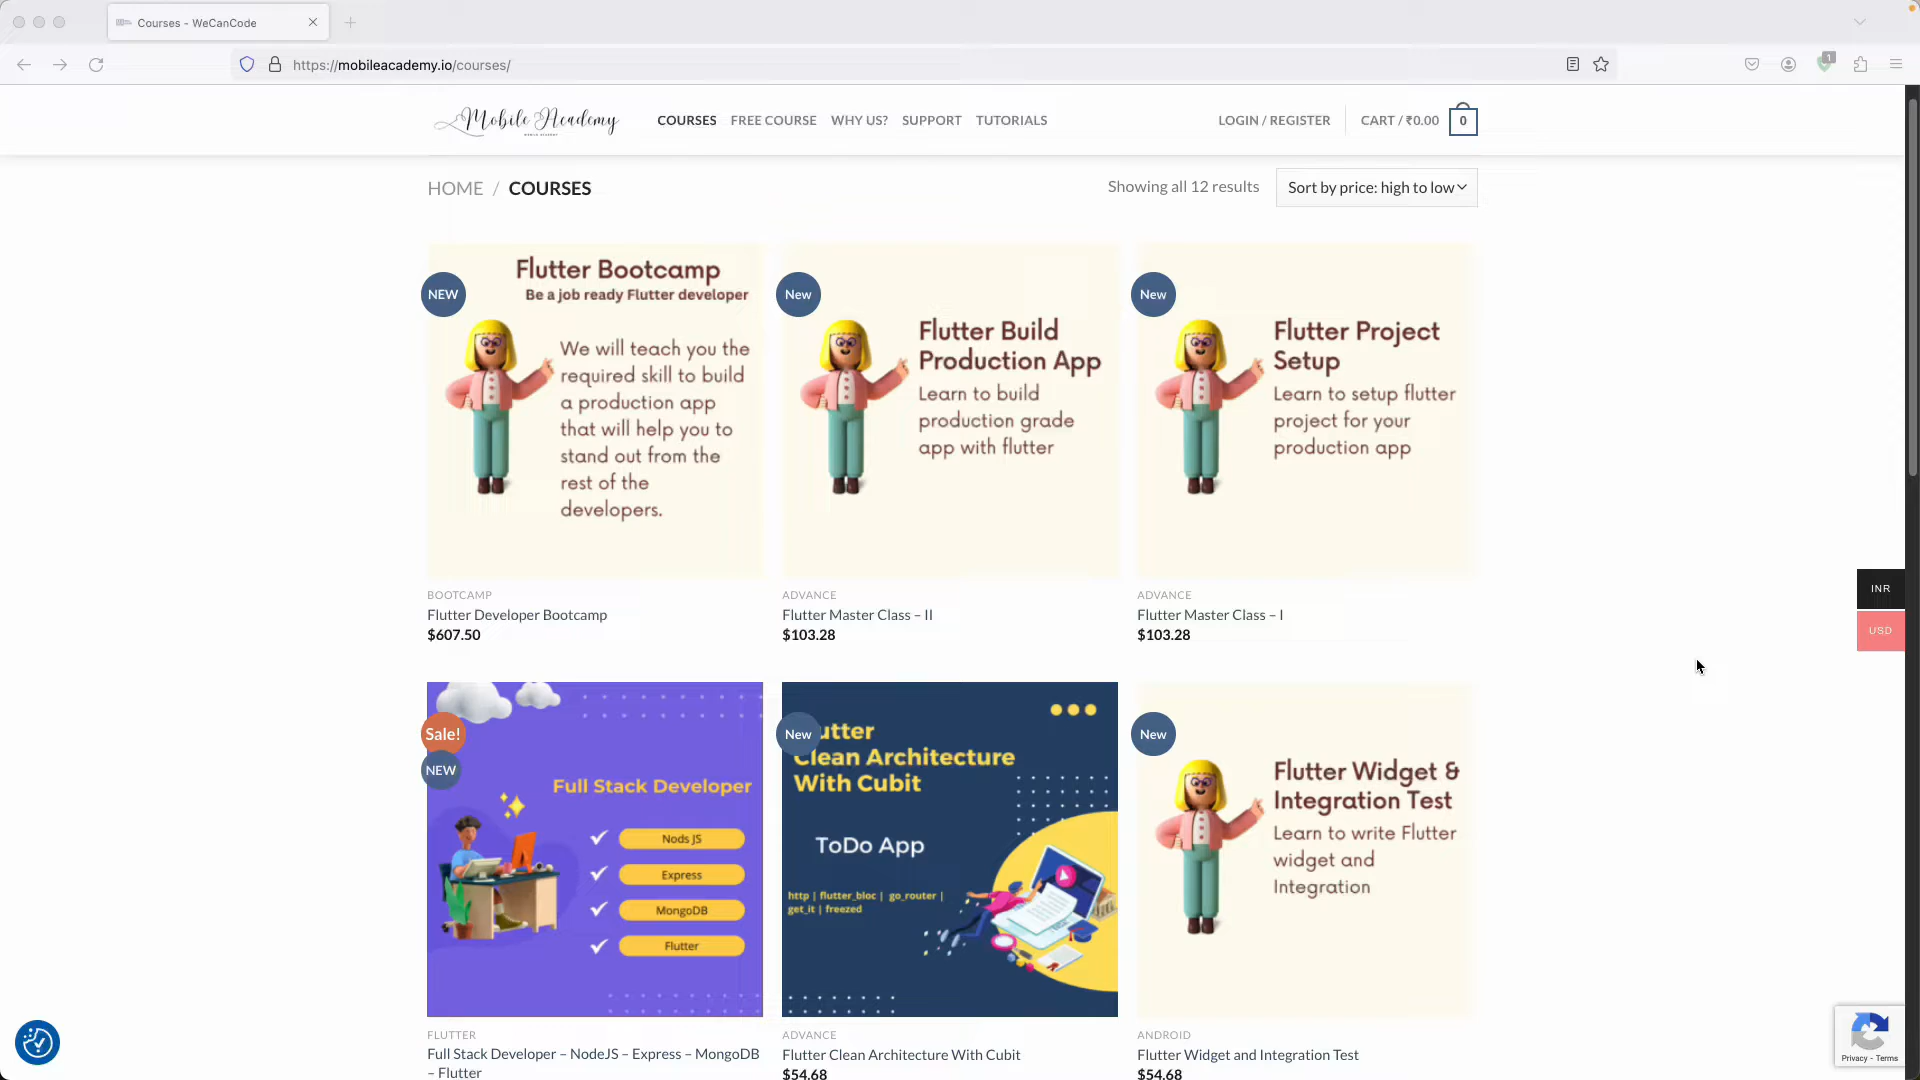 Courses - WeCanCode
https://mobileacademy.io/courses/
1
Mobile Academy
COURSES
FREE COURSE
WHY US?
SUPPORT
TUTORIALS
LOGIN / REGISTER
CART / ₹0.00
0
HOME / COURSES
Showing all 12 results
Sort by price: high to low
NEW
Flutter Bootcamp
Be a job ready Flutter developer
We will teach you the
required skill to build
a production app
that will help you to
stand out from the
rest of the
developers.
New
Flutter Build
Production App
Learn to build
production grade
app with flutter
New
Flutter Project
Setup
Learn to setup flutter
project for your
production app
BOOTCAMP
Flutter Developer Bootcamp
$607.50
ADVANCE
Flutter Master Class – II
$103.28
ADVANCE
Flutter Master Class – I
$103.28
INR
USD
Sale!
NEW
Full Stack Developer
Nods JS
Express
MongoDB
Flutter
New
utter
Clean Architecture
With Cubit
ToDo App
http | flutter_bloc | go_router |
get_it | freezed
New
Flutter Widget &
Integration Test
Learn to write Flutter
widget and
Integration
FLUTTER
Full Stack Developer – NodeJS – Express – MongoDB
– Flutter
ADVANCE
Flutter Clean Architecture With Cubit
$54.68
ANDROID
Flutter Widget and Integration Test
$54.68
Privacy - Terms